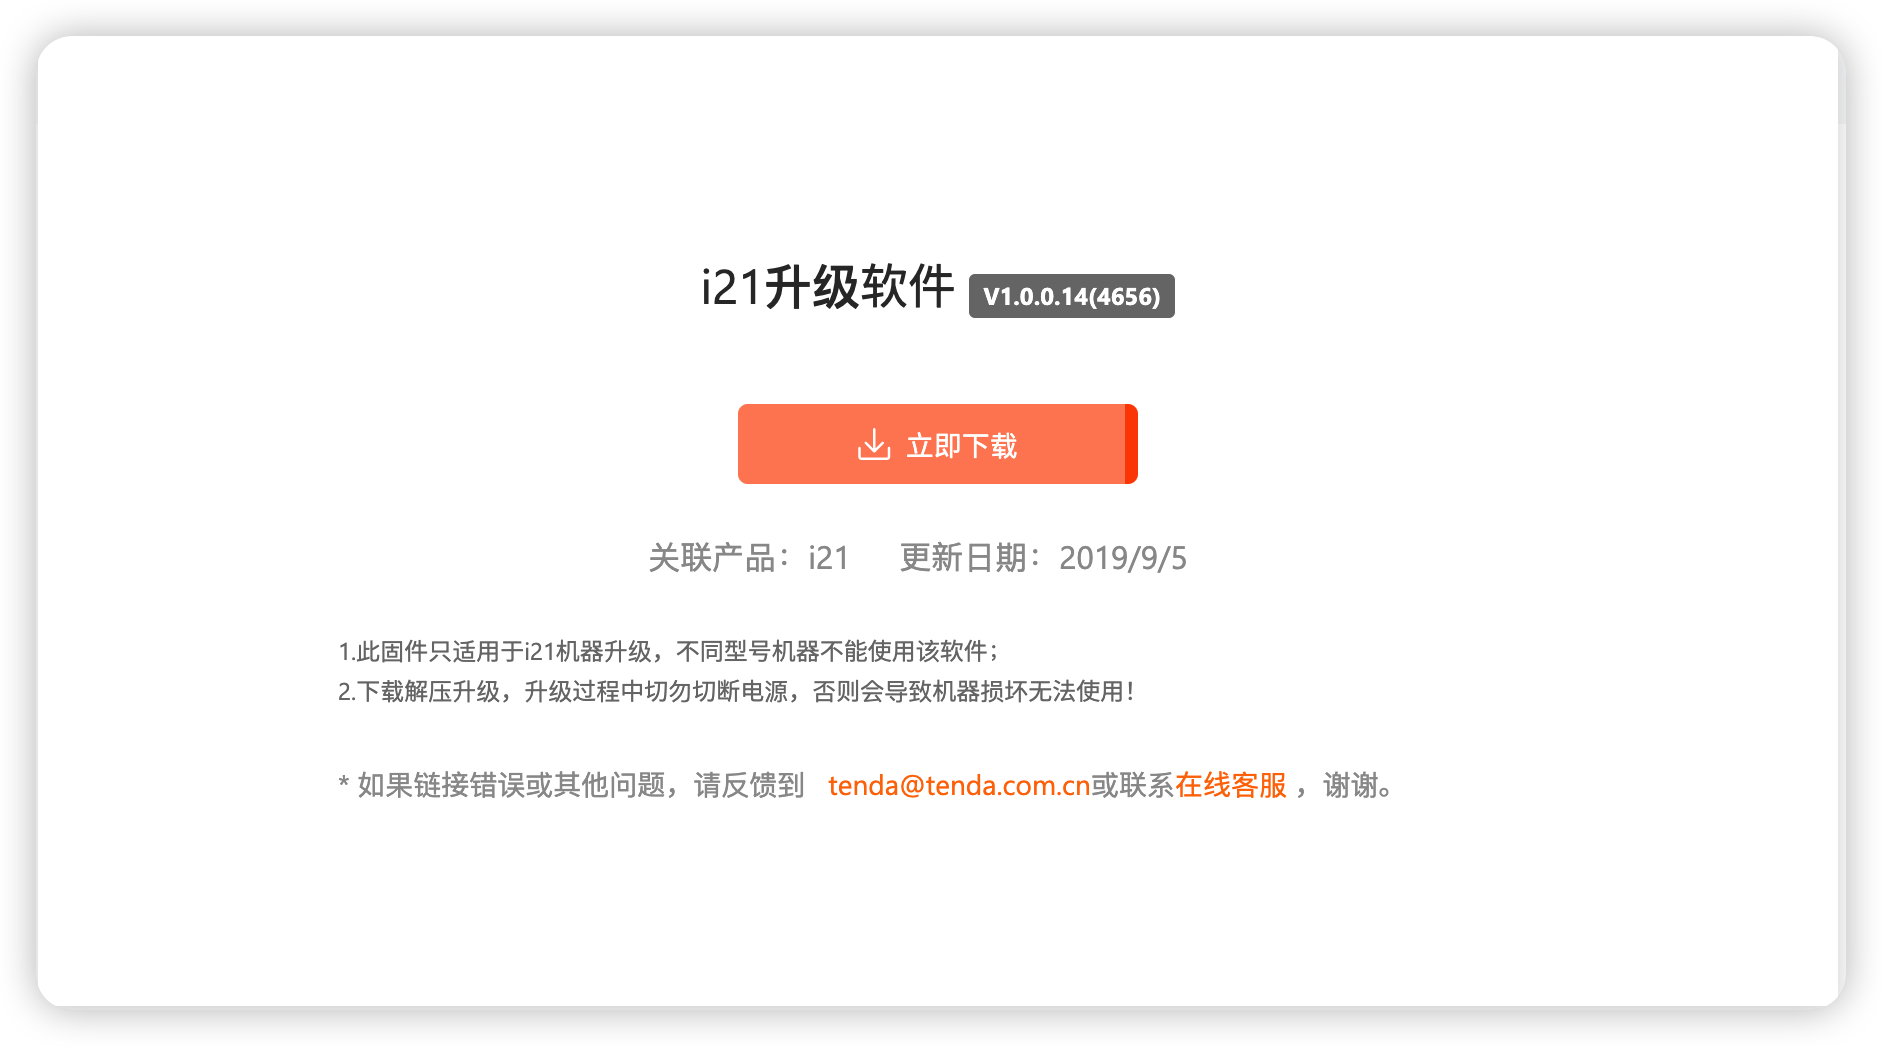 i21升级软件 V1.0.0.14(4656)
立即下载
关联产品：i21 更新日期：2019/9/5
1.此固件只适用于i21机器升级，不同型号机器不能使用该软件；
2.下载解压升级，升级过程中切勿切断电源，否则会导致机器损坏无法使用！
* 如果链接错误或其他问题，请反馈到 tenda@tenda.com.cn或联系在线客服 ，谢谢。